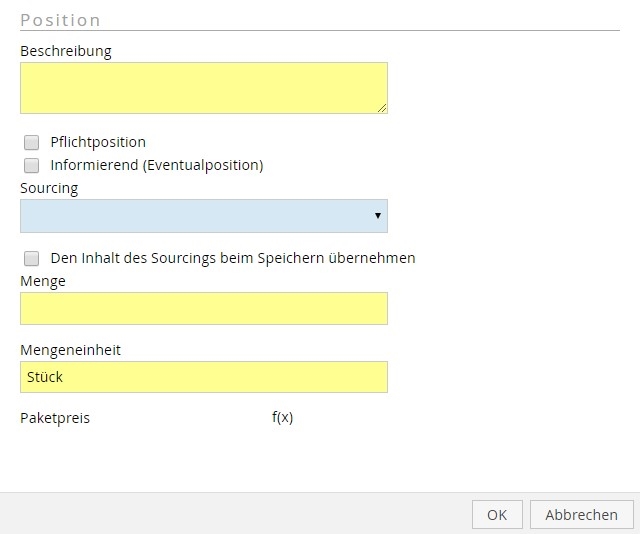 Position
Beschreibung
Pflichtposition
Informierend (Eventualposition)
Sourcing
Den Inhalt des Sourcings beim Speichern übernehmen
Menge
Mengeneinheit
Stück
Paketpreis f(x)
OK Abbrechen